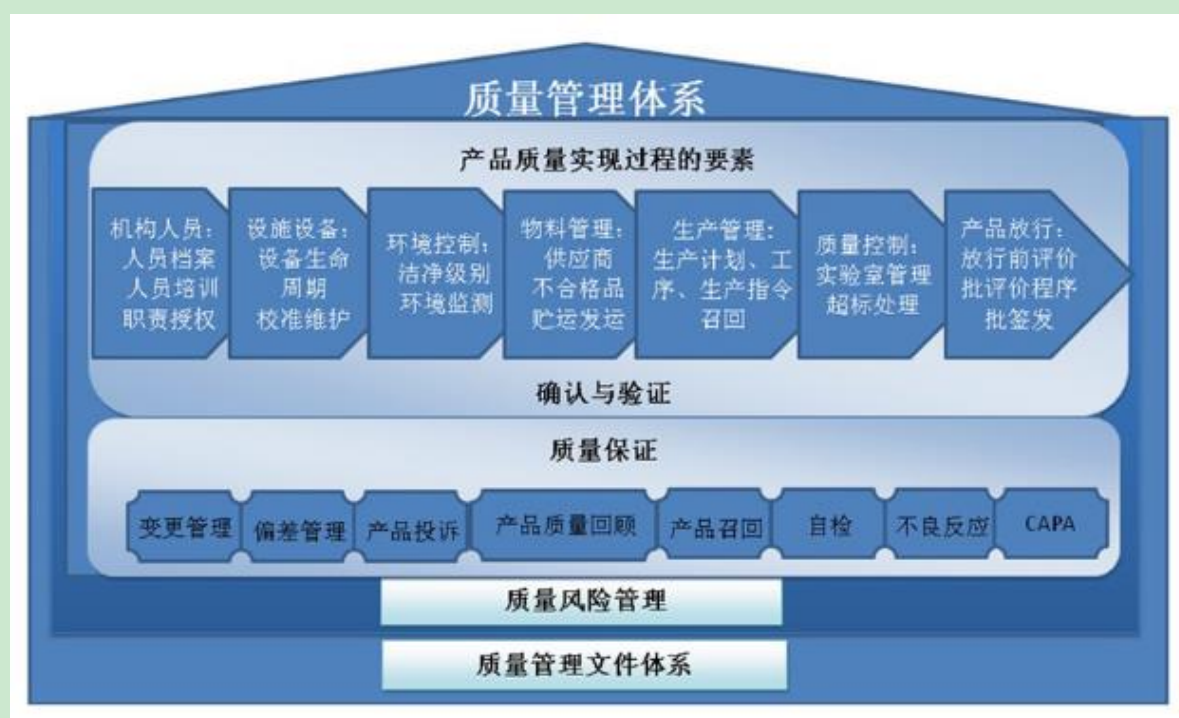 质量管理体系
产品质量实现过程的要素
机构人员：
人员档案
人员培训
职责授权
设施设备：
设备生命
周期
校准维护
环境控制：
洁净级别
环境监测
物料管理：
供应商
不合格品
贮运发运
生产管理：
生产计划、工
序、生产指令
召回
质量控制：
实验室管理
超标处理
产品放行：
放行前评价
批评价程序
批签发
确认与验证
质量保证
变更管理
偏差管理
产品投诉
产品质量回顾
产品召回
自检
不良反应
CAPA
质量风险管理
质量管理文件体系